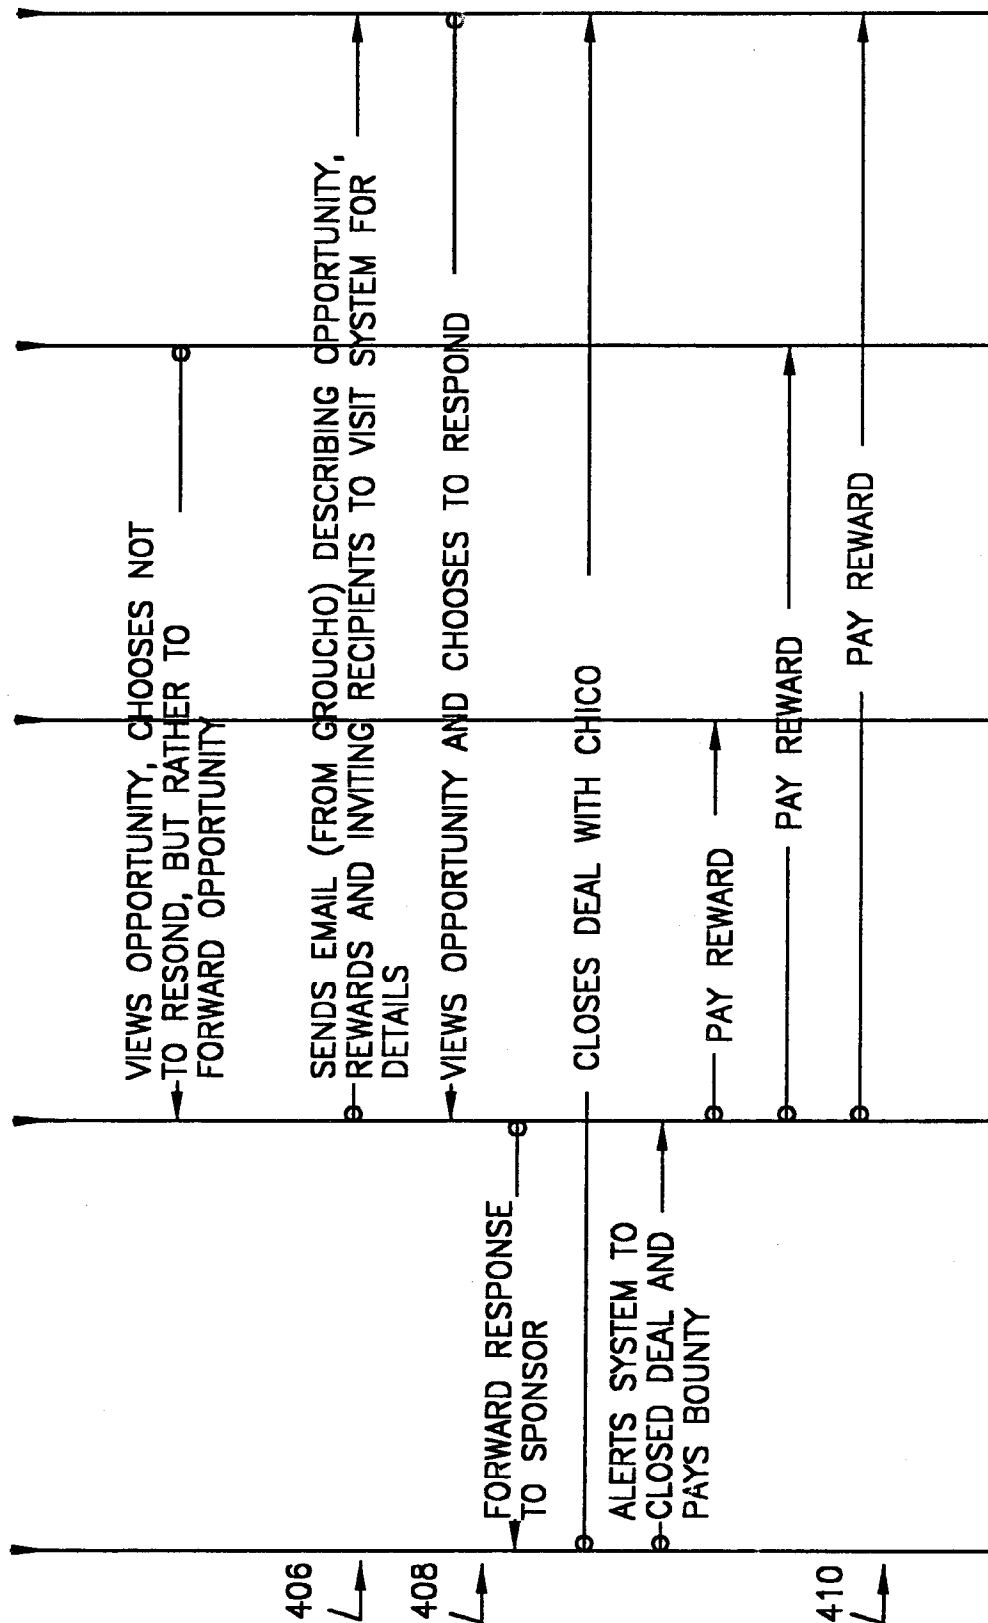 VIEWS OPPORTUNITY, CHOOSES NOT
TO RESOND, BUT RATHER TO
FORWARD OPPORTUNITY
406
SENDS EMAIL (FROM GROUCHO) DESCRIBING OPPORTUNITY,
REWARDS AND INVITING RECIPIENTS TO VISIT SYSTEM FOR
DETAILS
408
VIEWS OPPORTUNITY AND CHOOSES TO RESPOND
FORWARD RESPONSE
TO SPONSOR
CLOSES DEAL WITH CHICO
ALERTS SYSTEM TO
CLOSED DEAL AND
PAYS BOUNTY
PAY REWARD
PAY REWARD
410
PAY REWARD